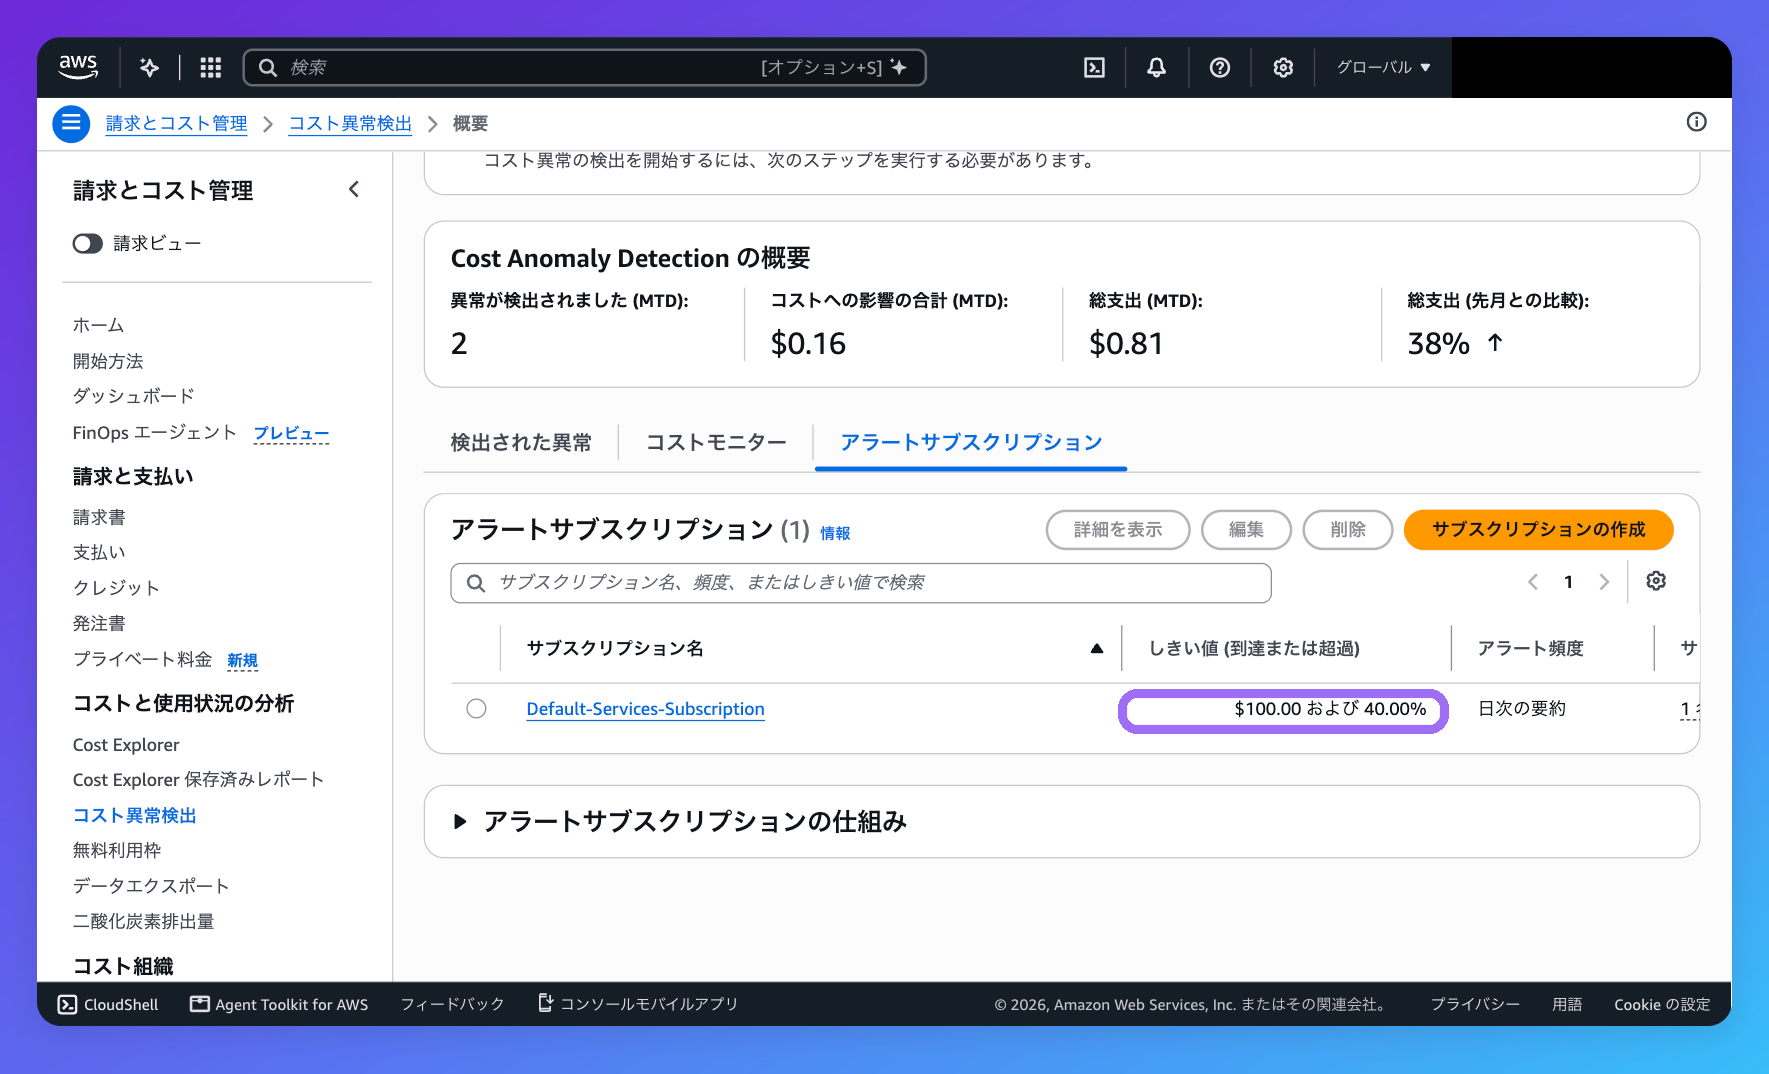 aws
検索
[オプション+S]
グローバル ▼
請求とコスト管理 > コスト異常検出 > 概要
請求とコスト管理
請求ビュー
ホーム
開始方法
ダッシュボード
FinOps エージェント プレビュー
請求と支払い
請求書
支払い
クレジット
発注書
プライベート料金 新規
コストと使用状況の分析
Cost Explorer
Cost Explorer 保存済みレポート
コスト異常検出
無料利用枠
データエクスポート
二酸化炭素排出量
コスト組織
コスト異常の検出を開始するには、次のステップを実行する必要があります。
Cost Anomaly Detection の概要
異常が検出されました (MTD):
2
コストへの影響の合計 (MTD):
$0.16
総支出 (MTD):
$0.81
総支出 (先月との比較):
38% ↑
検出された異常
コストモニター
アラートサブスクリプション
アラートサブスクリプション (1) 情報
詳細を表示
編集
削除
サブスクリプションの作成
サブスクリプション名、頻度、またはしきい値で検索
1
サブスクリプション名
しきい値 (到達または超過)
アラート頻度
サ
Default-Services-Subscription
$100.00 および 40.00%
日次の要約
1
アラートサブスクリプションの仕組み
CloudShell
Agent Toolkit for AWS
フィードバック
コンソールモバイルアプリ
© 2026, Amazon Web Services, Inc. またはその関連会社。
プライバシー
用語
Cookie の設定